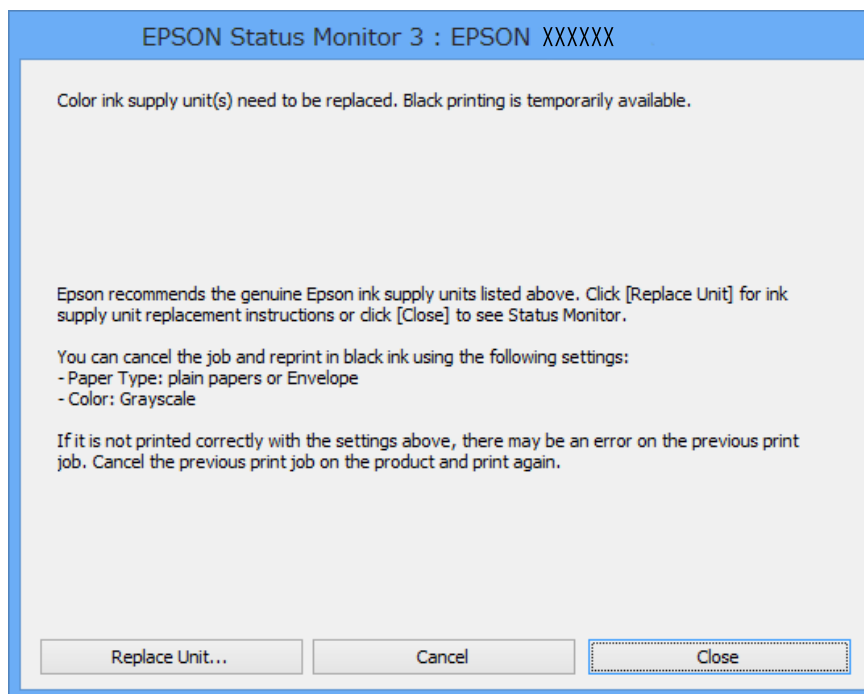 EPSON Status Monitor 3 : EPSON XXXXXX
Color ink supply unit(s) need to be replaced. Black printing is temporarily available.
Epson recommends the genuine Epson ink supply units listed above. Click [Replace Unit] for ink
supply unit replacement instructions or click [Close] to see Status Monitor.
You can cancel the job and reprint in black ink using the following settings:
- Paper Type: plain papers or Envelope
- Color: Grayscale
If it is not printed correctly with the settings above, there may be an error on the previous print
job. Cancel the previous print job on the product and print again.
Replace Unit...
Cancel
Close